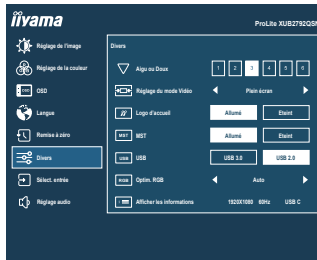 iiyama
ProLite XUB2792QSN
Réglage de l'image
Divers
Réglage de la couleur
Aigu ou Doux
1 2 3 4 5 6
OSD
OSD
Réglage du mode Vidéo
Plein écran
Langue
Logo d'accueil
Allumé
Eteint
Remise à zéro
MST
MST
Allumé
Eteint
Divers
USB
USB
USB 3.0
USB 2.0
Sélect. entrée
RGB
Optim. RGB
Auto
Réglage audio
Afficher les informations
1920X1080 60Hz USB C